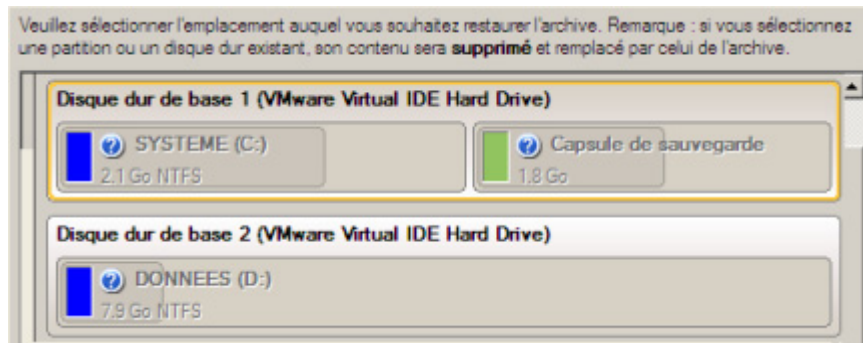 Veuillez sélectionner l'emplacement auquel vous souhaitez restaurer l'archive. Remarque : si vous sélectionnez
une partition ou un disque dur existant, son contenu sera supprimé et remplacé par celui de l'archive.
Disque dur de base 1 (VMware Virtual IDE Hard Drive)
SYSTEME (C:)
2.1 Go NTFS
Capsule de sauvegarde
1.8 Go
Disque dur de base 2 (VMware Virtual IDE Hard Drive)
DONNEES (D:)
7.9 Go NTFS